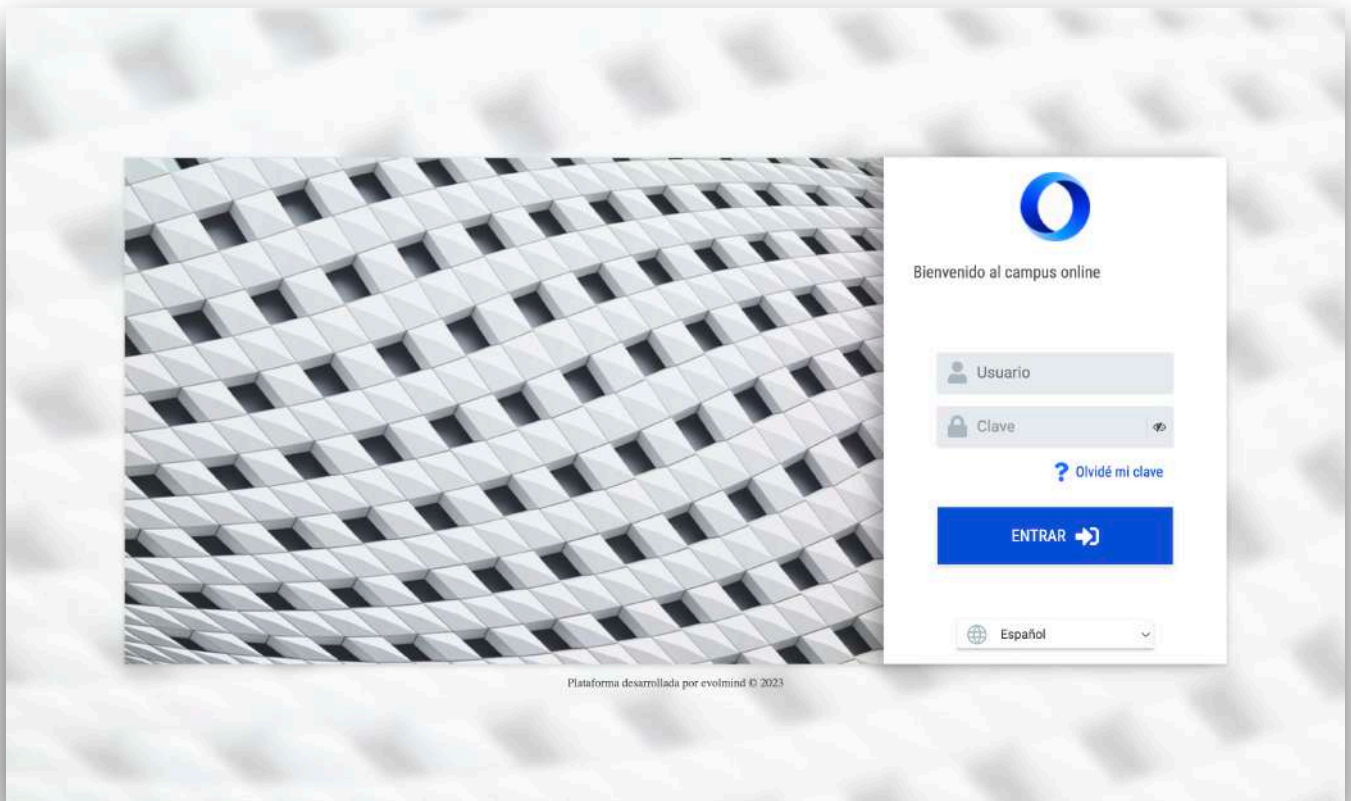 Bienvenido al campus online
Usuario
Clave
? Olvidé mi clave
ENTRAR
Español
Plataforma desarrollada por evolmind © 2023